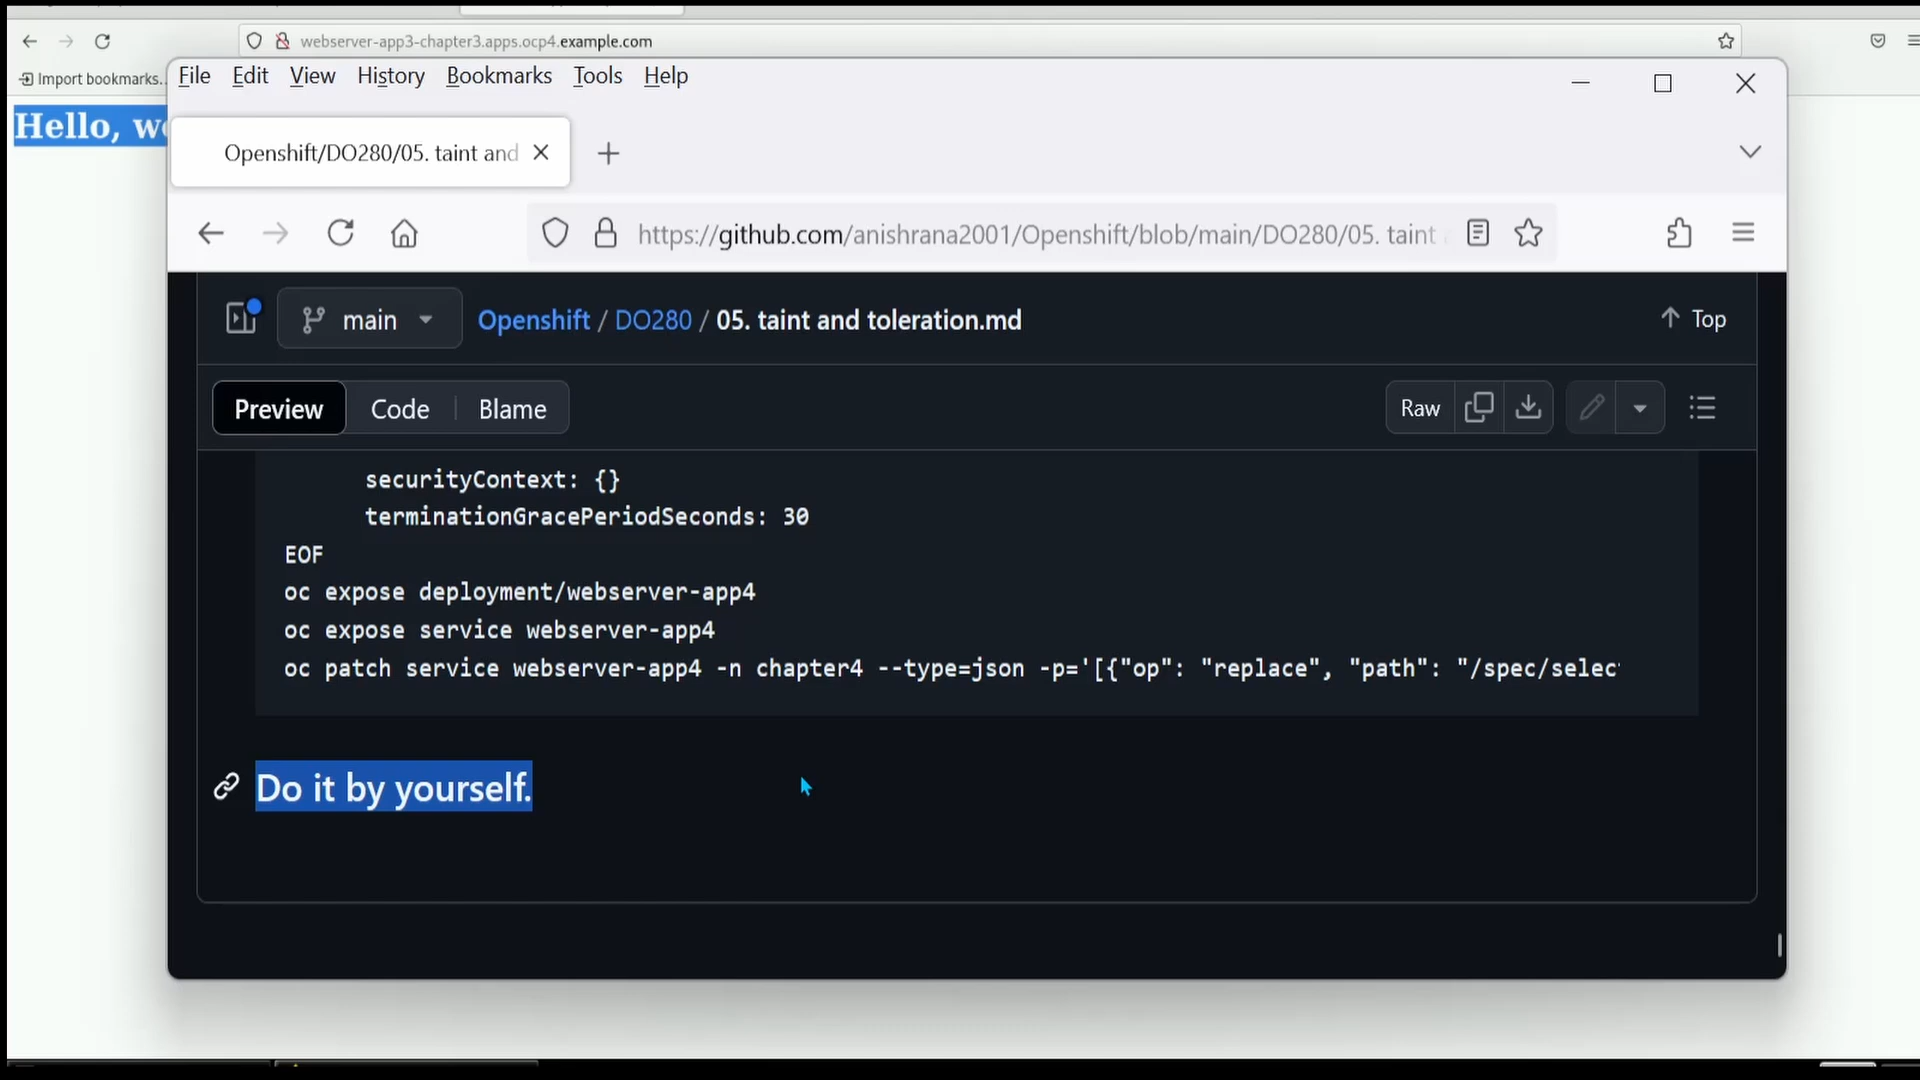 webserver-app3-chapter3.apps.ocp4.example.com
Import bookmarks..
Hello, we
File Edit View History Bookmarks Tools Help
Openshift/DO280/05. taint and
https://github.com/anishrana2001/Openshift/blob/main/DO280/05. taint
main
Openshift / DO280 / 05. taint and toleration.md
Top
Preview Code Blame
Raw
securityContext: {}
terminationGracePeriodSeconds: 30
EOF
oc expose deployment/webserver-app4
oc expose service webserver-app4
oc patch service webserver-app4 -n chapter4 --type=json -p='[{"op": "replace", "path": "/spec/selec
Do it by yourself.